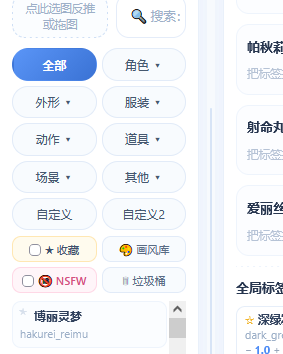 点此选图反推
或拖图
搜索:
全部
角色 ▾
外形 ▾
服装 ▾
动作 ▾
道具 ▾
场景 ▾
其他 ▾
自定义
自定义2
★ 收藏
画风库
NSFW
垃圾桶
博丽灵梦
hakurei_reimu
帕秋莉
把标签
射命丸
把标签
爱丽丝
把标签
全局标签
深绿
dark_gre
− 1.0 +